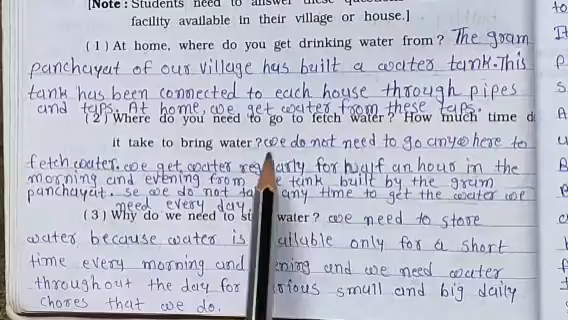 [Note : Students need to answer these
facility available in their village or house.]
(1) At home, where do you get drinking water from? The gram
panchayat of our village has built a water tank. This
tank has been connected to each house through pipes
and taps. At home, we get water from these taps.
(2) Where do you need to go to fetch water? How much time d
it take to bring water? we do not need to go anywhere to
fetch water. we get water for half an hour in the
morning and evening from tank built by the gram
panchayat. so we do not any time to get the water we
need every day.
(3) Why do we need to water? we need to store
water because water is only for a short
time every morning and and we need water
throughout the day for small and big daily
chores that we do.